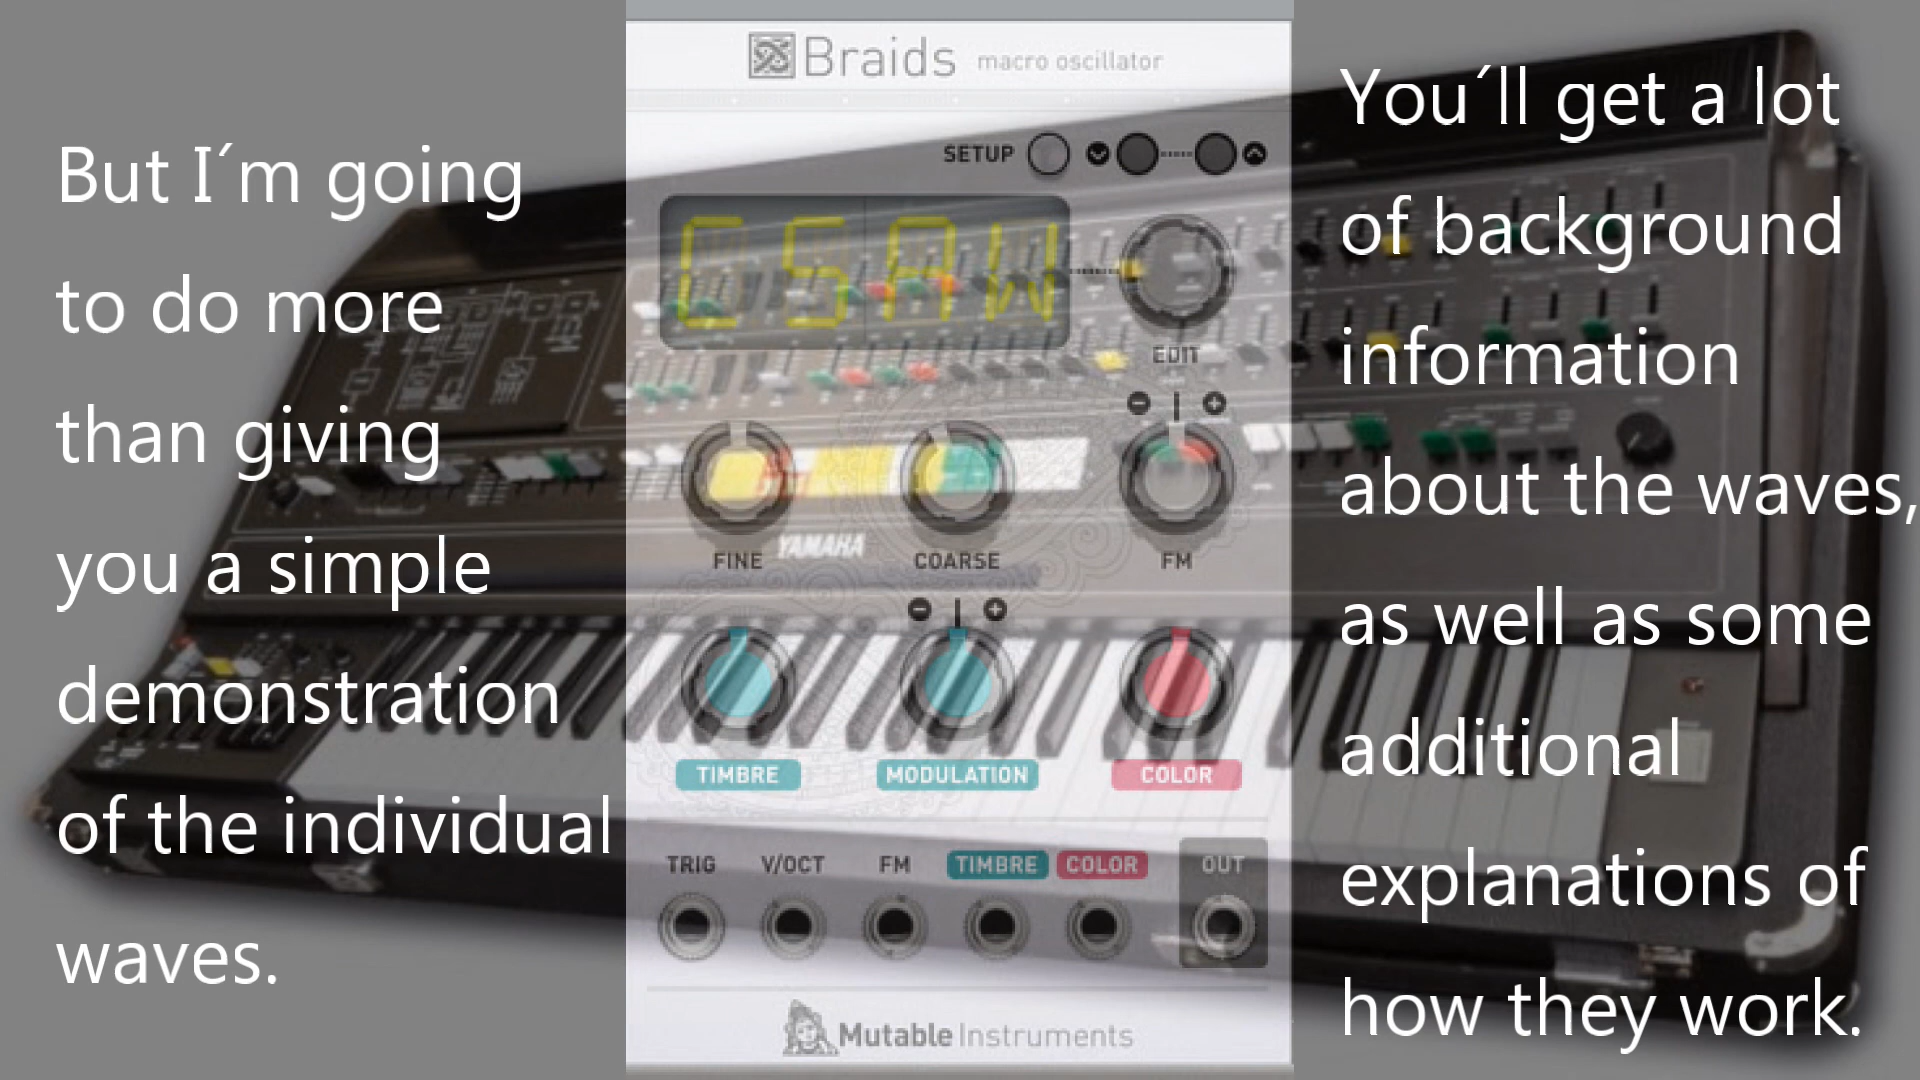 But I´m going
to do more
than giving
you a simple
demonstration
of the individual
waves.
Braids macro oscillator
SETUP
CSAW
EDIT
FINE
YAMAHA
COARSE
FM
TIMBRE
MODULATION
COLOR
TRIG
V/OCT
FM
TIMBRE
COLOR
OUT
Mutable Instruments
You´ll get a lot
of background
information
about the waves,
as well as some
additional
explanations of
how they work.